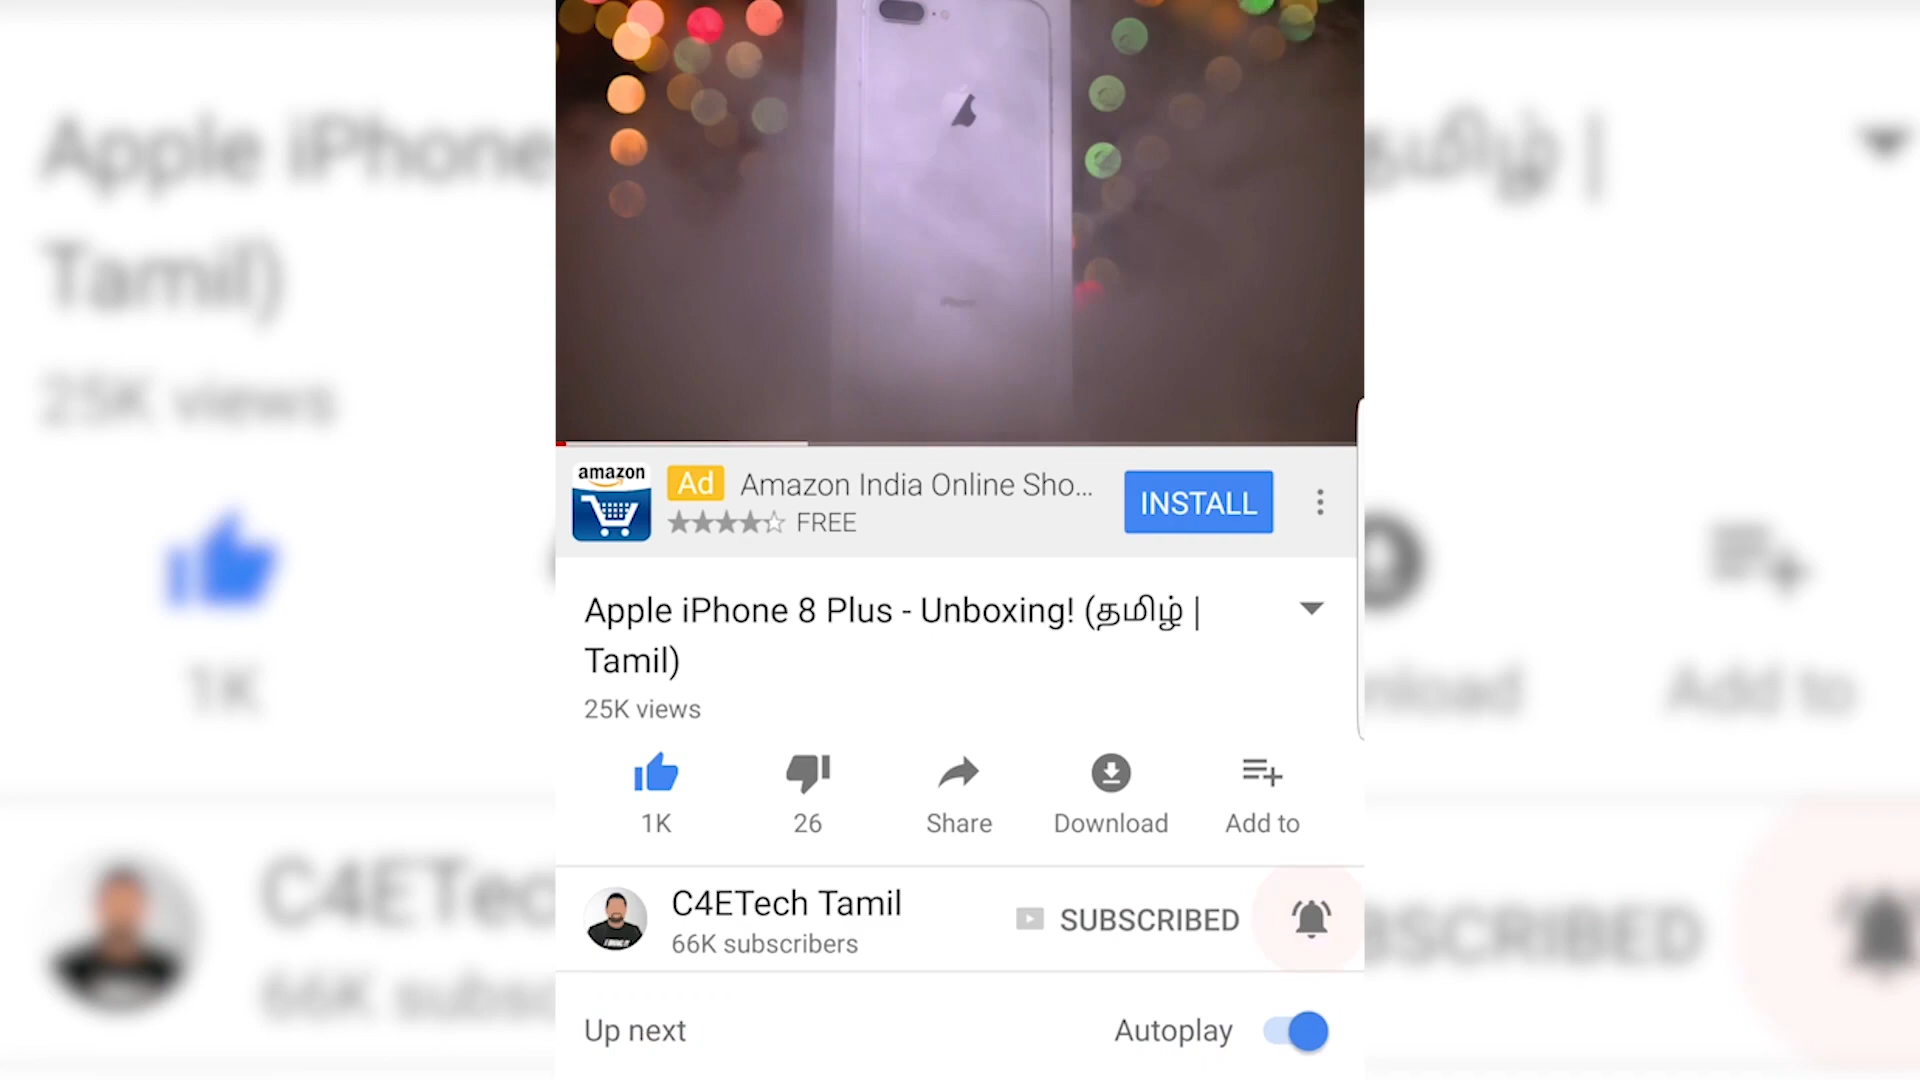 amazon
Ad Amazon India Online Sho...
FREE
INSTALL
Apple iPhone 8 Plus - Unboxing! (தமிழ் |
Tamil)
25K views
1K
26
Share
Download
Add to
C4ETech Tamil
66K subscribers
SUBSCRIBED
Up next
Autoplay